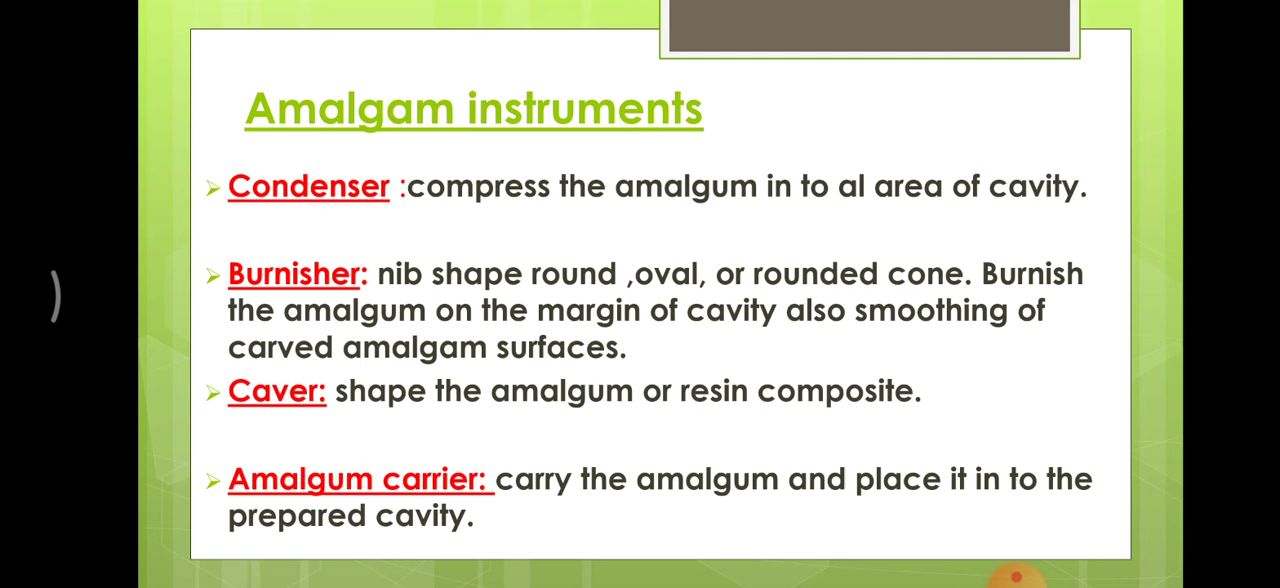 Amalgam instruments
Condenser :compress the amalgum in to al area of cavity.
Burnisher: nib shape round ,oval, or rounded cone. Burnish
the amalgum on the margin of cavity also smoothing of
carved amalgam surfaces.
Caver: shape the amalgum or resin composite.
Amalgum carrier: carry the amalgum and place it in to the
prepared cavity.